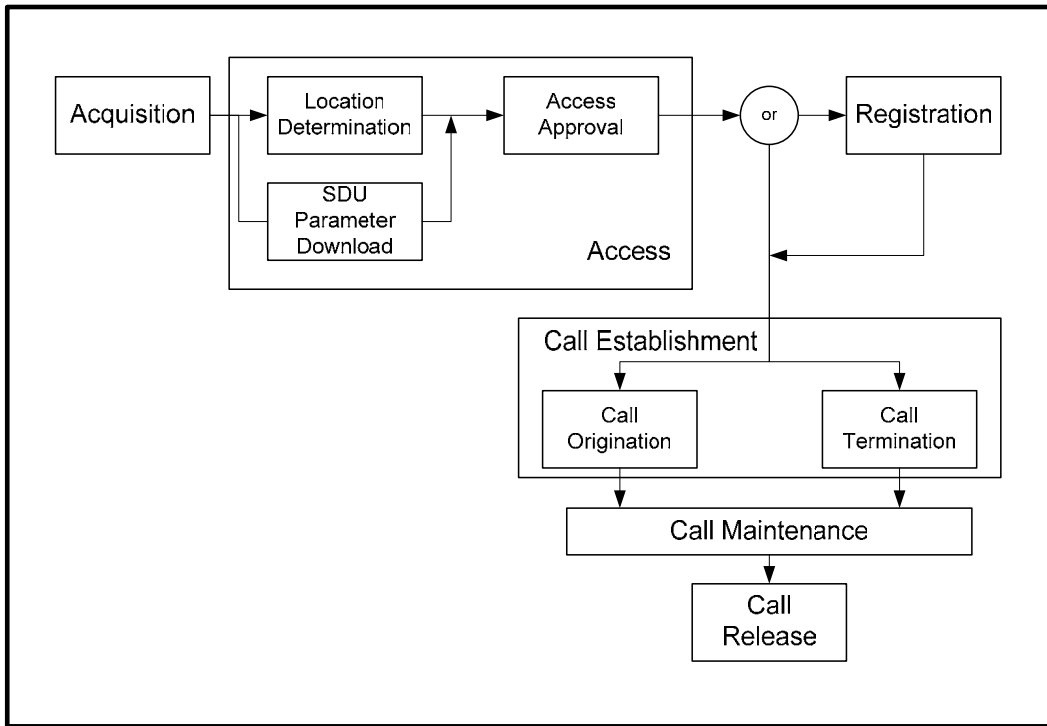 Acquisition
Location
Determination
SDU
Parameter
Download
Access
Approval
Access
or
Registration
Call Establishment
Call
Origination
Call
Termination
Call Maintenance
Call
Release